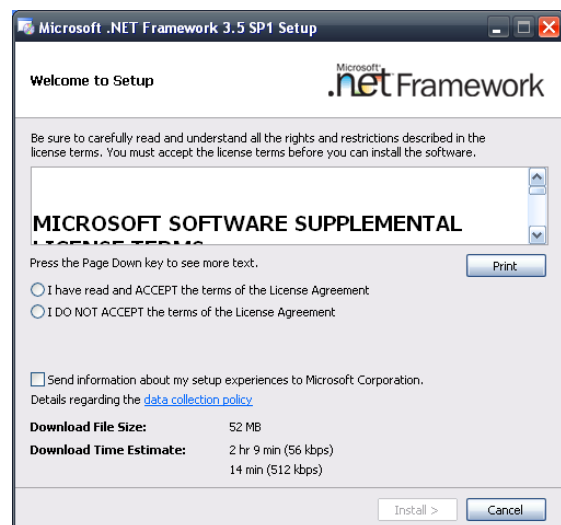 Microsoft .NET Framework 3.5 SP1 Setup
Welcome to Setup
Microsoft
.net Framework
Be sure to carefully read and understand all the rights and restrictions described in the
license terms. You must accept the license terms before you can install the software.
MICROSOFT SOFTWARE SUPPLEMENTAL
LICENSE TERMS
Press the Page Down key to see more text.
Print
I have read and ACCEPT the terms of the License Agreement
I DO NOT ACCEPT the terms of the License Agreement
Send information about my setup experiences to Microsoft Corporation.
Details regarding the data collection policy
Download File Size: 52 MB
Download Time Estimate: 2 hr 9 min (56 kbps)
14 min (512 kbps)
Install >
Cancel